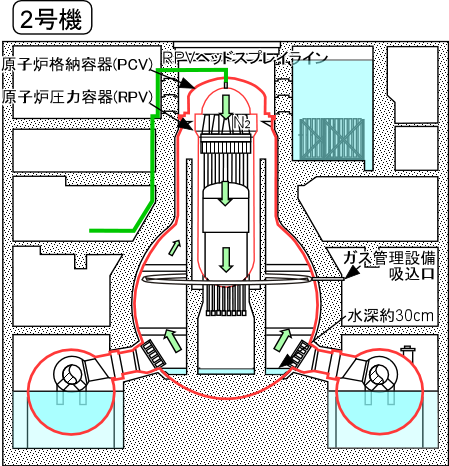 2号機
RPVヘッドスプレイライン
原子炉格納容器(PCV)
原子炉圧力容器(RPV)
N2
ガス管理設備
吸込口
水深約30cm